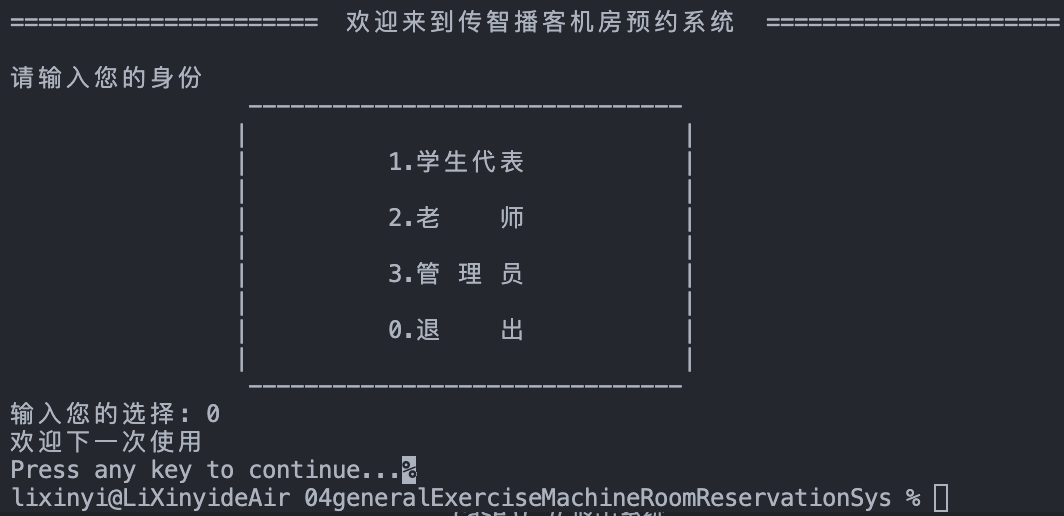 ====================== 欢迎来到传智播客机房预约系统 =====================
请输入您的身份
-------------------------------
| |
| 1.学生代表 |
| |
| 2.老 师 |
| |
| 3.管 理 员 |
| |
| 0.退 出 |
| |
-------------------------------
输入您的选择: 0
欢迎下一次使用
Press any key to continue...%
lixinyi@LiXinyideAir 04generalExerciseMachineRoomReservationSys %